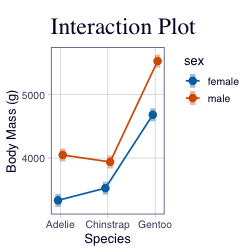 Interaction Plot
sex
female
male
Body Mass (g)
5000
4000
Adelie Chinstrap Gentoo
Species